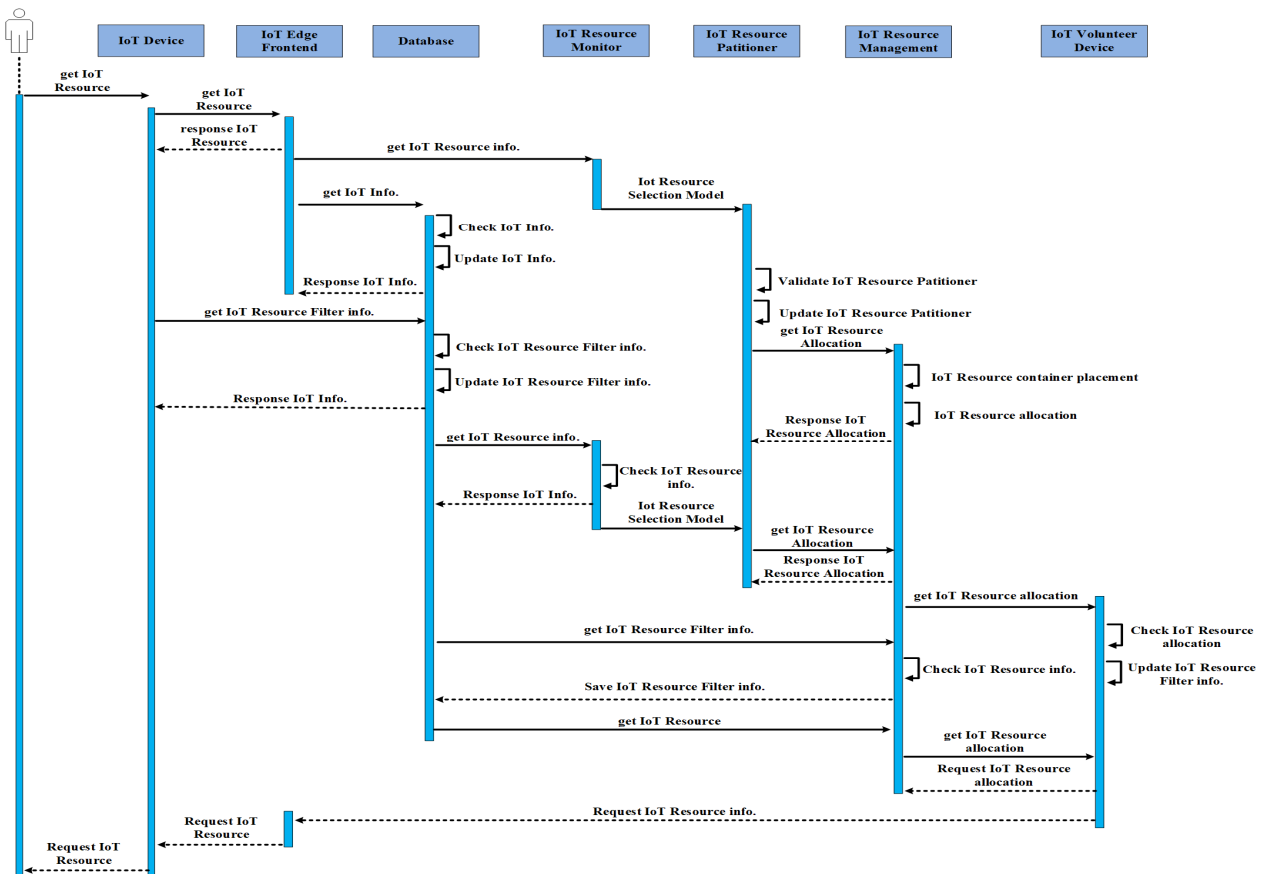 IoT Device
IoT Edge
Frontend
Database
IoT Resource
Monitor
IoT Resource
Patitioner
IoT Resource
Management
IoT Volunteer
Device
get IoT
Resource
get IoT
Resource
response IoT
Resource
get IoT Resource info.
Iot Resource
Selection Model
get IoT Info.
Check IoT Info.
Update IoT Info.
Response IoT Info.
Validate IoT Resource Patitioner
Update IoT Resource Patitioner
get IoT Resource Filter info.
get IoT Resource
Allocation
Check IoT Resource Filter info.
Update IoT Resource Filter info.
IoT Resource container placement
Response IoT Info.
IoT Resource allocation
Response IoT
Resource Allocation
get IoT Resource info.
Check IoT Resource
info.
Response IoT Info.
Iot Resource
Selection Model
get IoT Resource
Allocation
Response IoT
Resource Allocation
get IoT Resource allocation
get IoT Resource Filter info.
Check IoT Resource
allocation
Check IoT Resource info.
Update IoT Resource
Filter info.
Save IoT Resource Filter info.
get IoT Resource
get IoT Resource
allocation
Request IoT Resource
allocation
Request IoT Resource info.
Request IoT
Resource
Request IoT
Resource